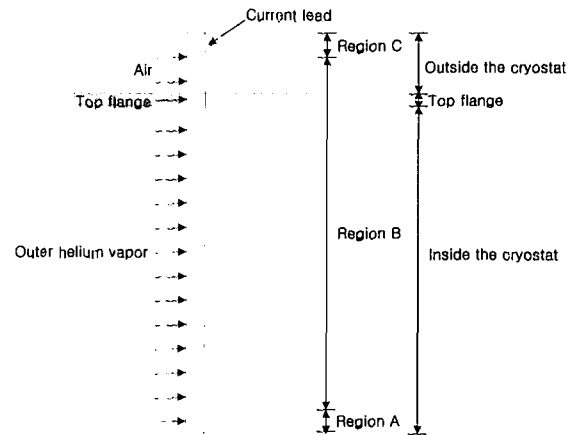 Current lead
Region C
Air
Outside the cryostat
Top flange
Top flange
Region B
Outer helium vapor
Inside the cryostat
Region A